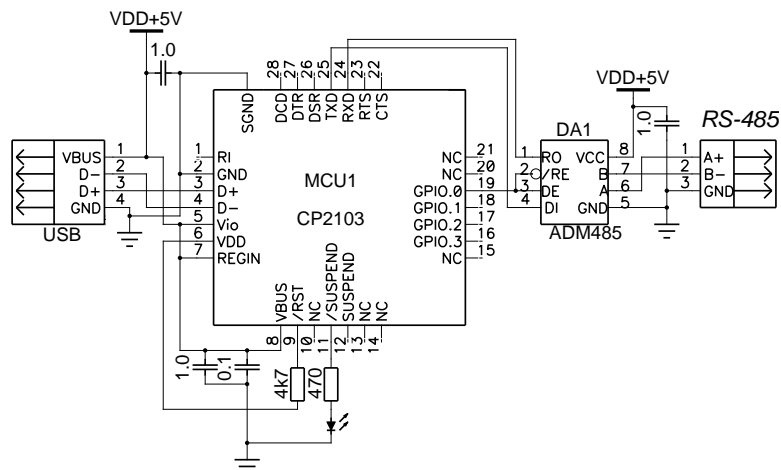 VDD+5V
1.0
28 27 26 25 24 23 22
SGND DCD DTR DSR TXD RXD RTS CTS
VDD+5V
1.0
RS-485
DA1
VBUS 1
D- 2
D+ 3
GND 4
USB
1 RI
2 GND
3 D+
4 D-
5 Vio
6 VDD
7 REGIN
MCU1
CP2103
NC 21
NC 20
GPIO.0 19
GPIO.1 18
GPIO.2 17
GPIO.3 16
NC 15
1 RO VCC 8
2 /RE B 7
3 DE A 6
4 DI GND 5
ADM485
1 A+
2 B-
3 GND
VBUS /RST NC /SUSPEND SUSPEND NC NC
8 9 10 11 12 13 14
1.0
0.1
4k7
470